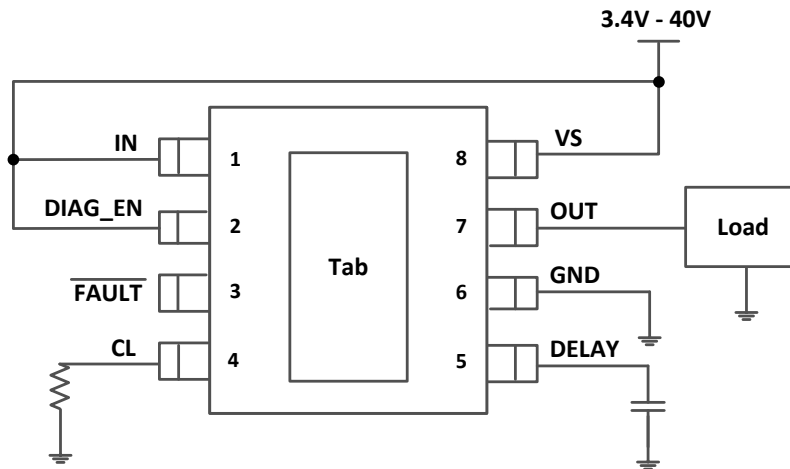 3.4V - 40V
IN
1
8
VS
DIAG_EN
2
7
OUT
Load
Tab
FAULT
3
6
GND
CL
4
5
DELAY